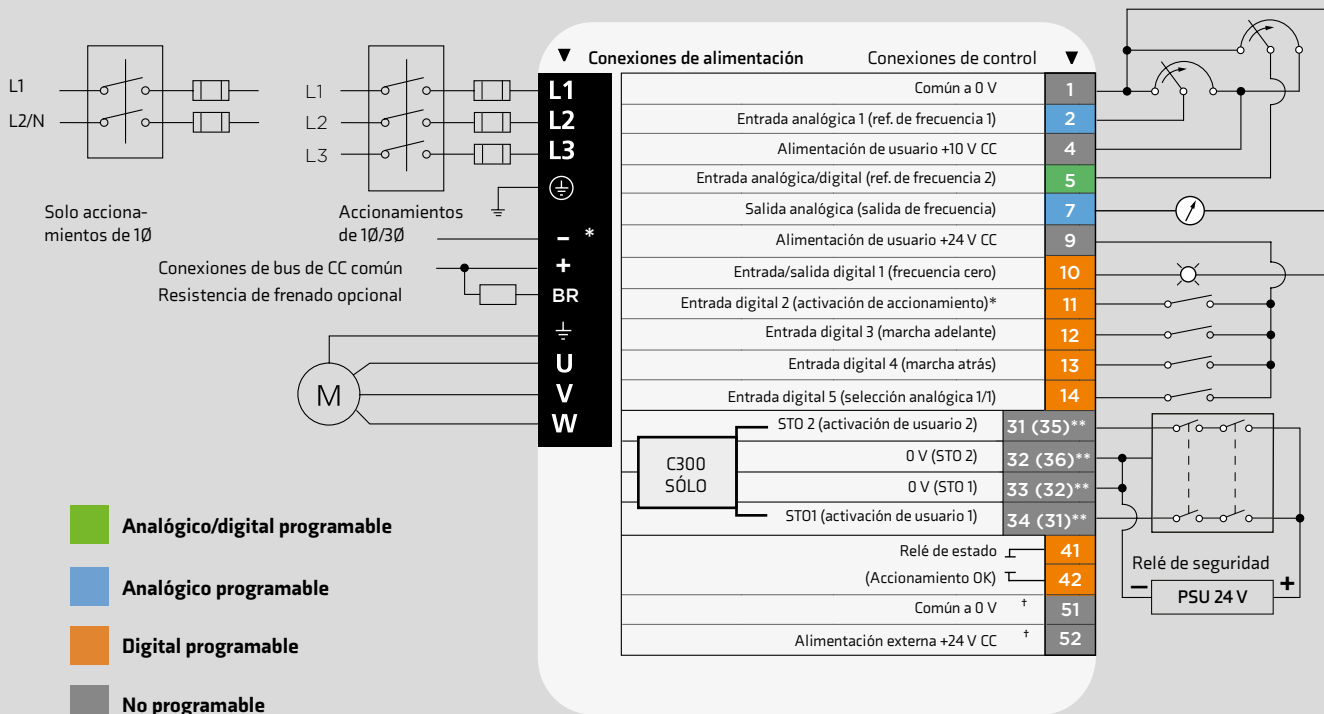 Conexiones de alimentación
Conexiones de control
L1
L2/N
Solo acciona-
mientos de 1Ø
L1
L2
L3
Accionamientos
de 1Ø/3Ø
Conexiones de bus de CC común
Resistencia de frenado opcional
M
L1
L2
L3
– *
+
BR
U
V
W
Común a 0 V 1
Entrada analógica 1 (ref. de frecuencia 1) 2
Alimentación de usuario +10 V CC 4
Entrada analógica/digital (ref. de frecuencia 2) 5
Salida analógica (salida de frecuencia) 7
Alimentación de usuario +24 V CC 9
Entrada/salida digital 1 (frecuencia cero) 10
Entrada digital 2 (activación de accionamiento)* 11
Entrada digital 3 (marcha adelante) 12
Entrada digital 4 (marcha atrás) 13
Entrada digital 5 (selección analógica 1/1) 14
C300
SÓLO
STO 2 (activación de usuario 2) 31 (35)**
0 V (STO 2) 32 (36)**
0 V (STO 1) 33 (32)**
STO1 (activación de usuario 1) 34 (31)**
Relé de estado 41
(Accionamiento OK) 42
Común a 0 V † 51
Alimentación externa +24 V CC † 52
Relé de seguridad
– PSU 24 V +
Analógico/digital programable
Analógico programable
Digital programable
No programable